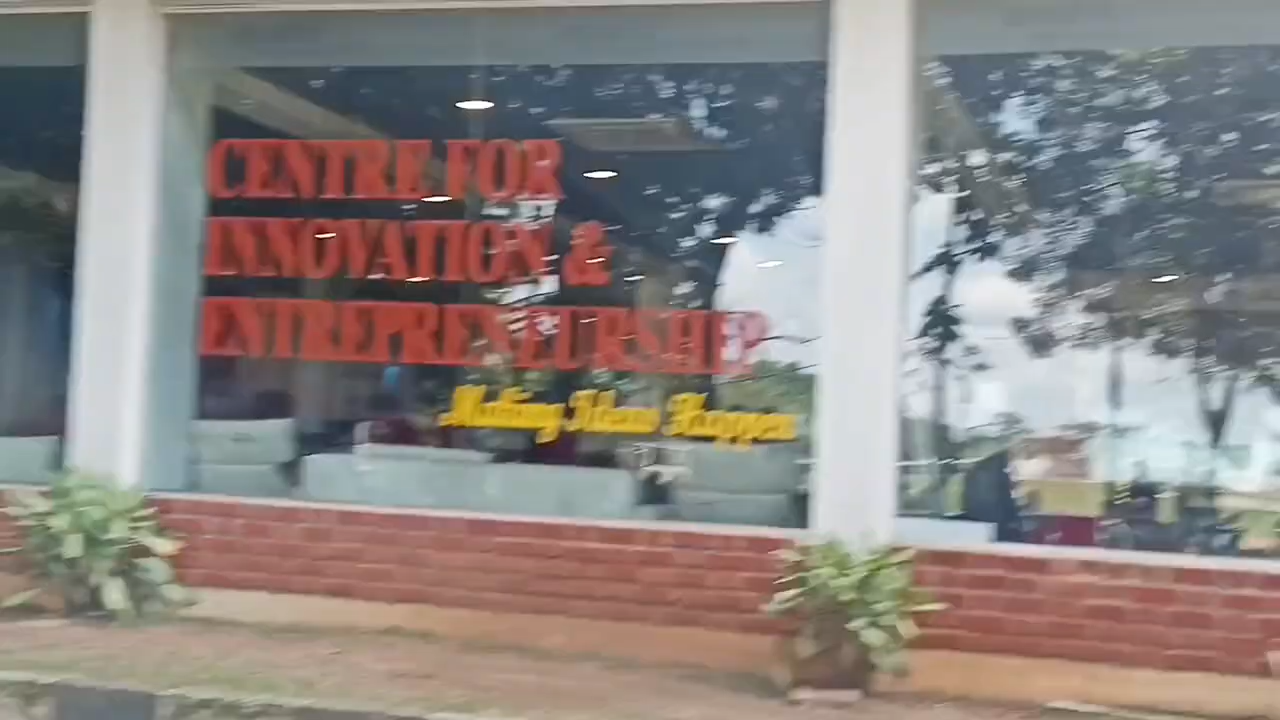 CENTRE FOR
INNOVATION &
ENTREPRENEURSHIP
Making Ideas Happen